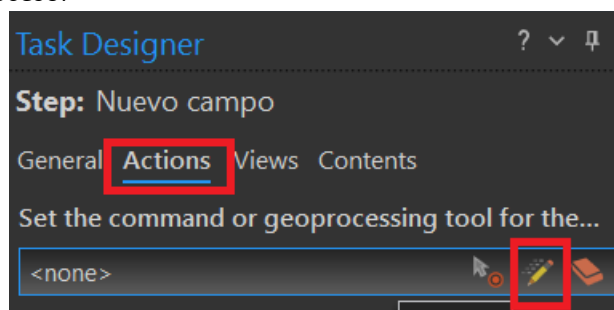 Task Designer ?
Step: Nuevo campo
General Actions Views Contents
Set the command or geoprocessing tool for the...
<none>